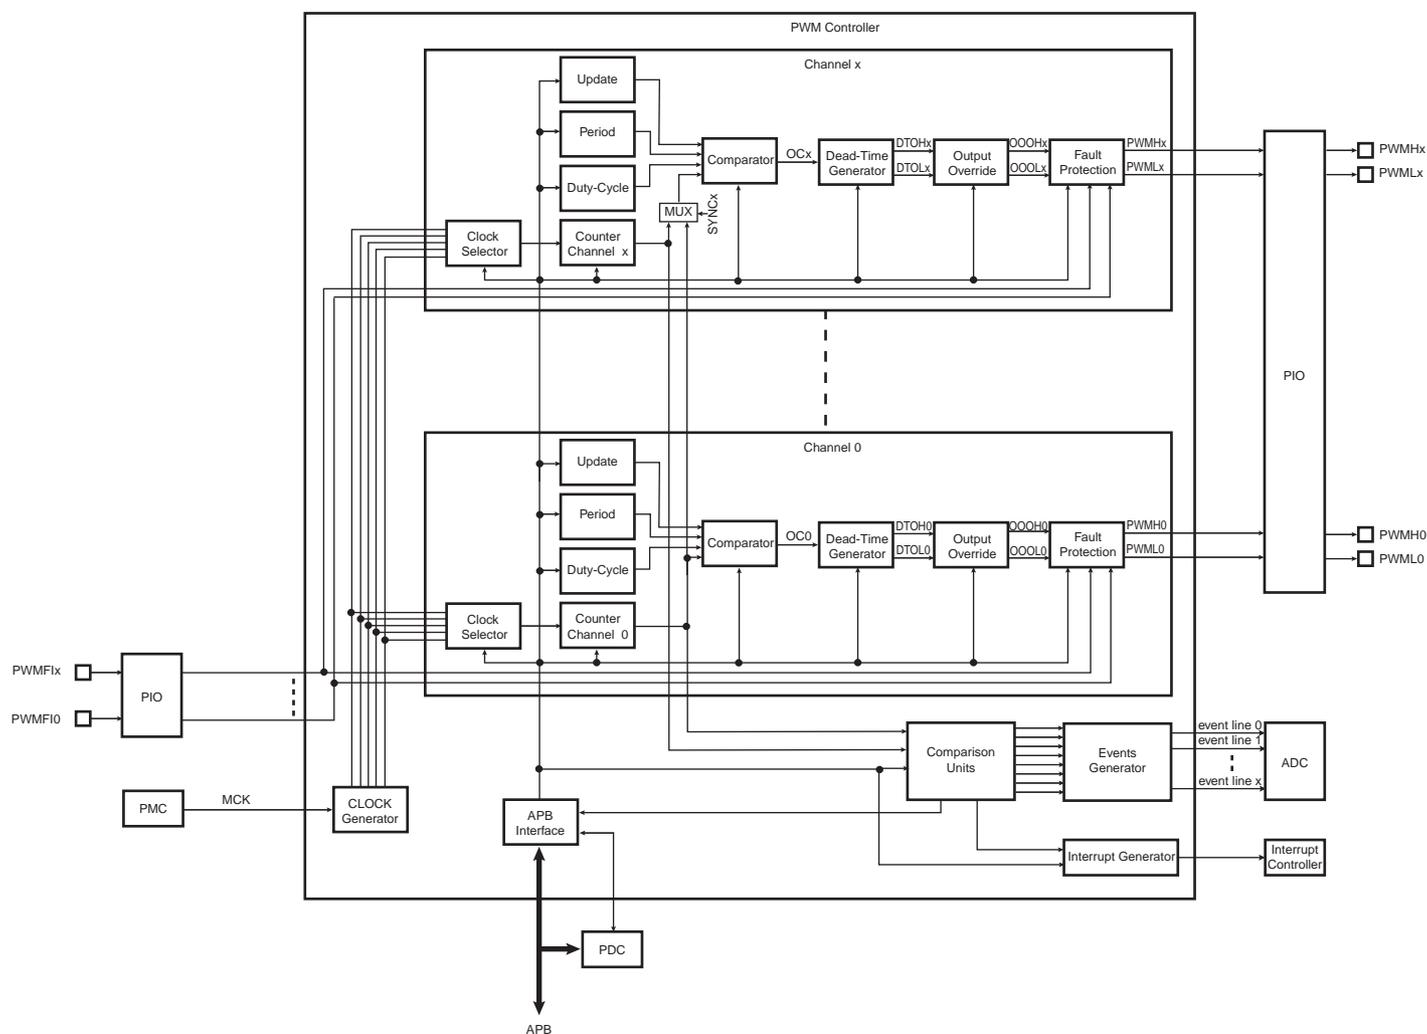 PWM Controller
Channel x
Update
Period
Comparator
OCx
Dead-Time
Generator
DTOHx
DTOLx
Output
Override
OOOHx
OOOLx
Fault
Protection
PWMHx
PWMLx
PWMHx
PWMLx
Duty-Cycle
MUX
SYNCx
Clock
Selector
Counter
Channel x
PIO
Channel 0
Update
Period
Comparator
OC0
Dead-Time
Generator
DTOH0
DTOL0
Output
Override
OOOH0
OOOL0
Fault
Protection
PWMH0
PWML0
PWMH0
PWML0
Duty-Cycle
Clock
Selector
Counter
Channel 0
PWMFIx
PIO
PWMFI0
Comparison
Units
Events
Generator
event line 0
event line 1
event line x
ADC
PMC
MCK
CLOCK
Generator
APB
Interface
Interrupt Generator
Interrupt
Controller
PDC
APB